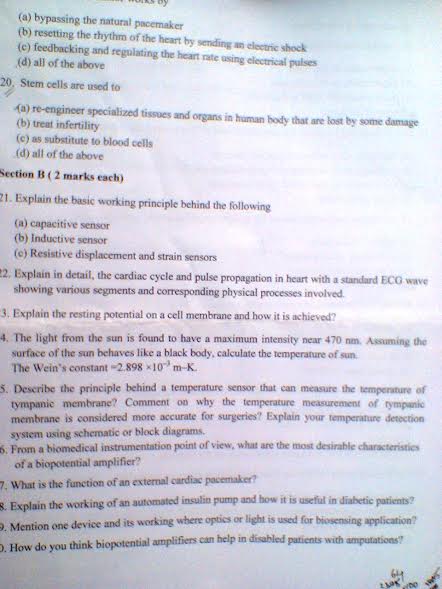 works by
(a) bypassing the natural pacemaker
(b) resetting the rhythm of the heart by sending an electric shock
(c) feedbacking and regulating the heart rate using electrical pulses
(d) all of the above
20. Stem cells are used to
(a) re-engineer specialized tissues and organs in human body that are lost by some damage
(b) treat infertility
(c) as substitute to blood cells
(d) all of the above
Section B ( 2 marks each)
21. Explain the basic working principle behind the following
(a) capacitive sensor
(b) Inductive sensor
(c) Resistive displacement and strain sensors
22. Explain in detail, the cardiac cycle and pulse propagation in heart with a standard ECG wave
showing various segments and corresponding physical processes involved.
3. Explain the resting potential on a cell membrane and how it is achieved?
4. The light from the sun is found to have a maximum intensity near 470 nm. Assuming the
surface of the sun behaves like a black body, calculate the temperature of sun.
The Wein's constant =2.898 ×10⁻³ m–K.
5. Describe the principle behind a temperature sensor that can measure the temperature of
tympanic membrane? Comment on why the temperature measurement of tympanic
membrane is considered more accurate for surgeries? Explain your temperature detection
system using schematic or block diagrams.
6. From a biomedical instrumentation point of view, what are the most desirable characteristics
of a biopotential amplifier?
7. What is the function of an external cardiac pacemaker?
8. Explain the working of an automated insulin pump and how it is useful in diabetic patients?
9. Mention one device and its working where optics or light is used for biosensing application?
0. How do you think biopotential amplifiers can help in disabled patients with amputations?